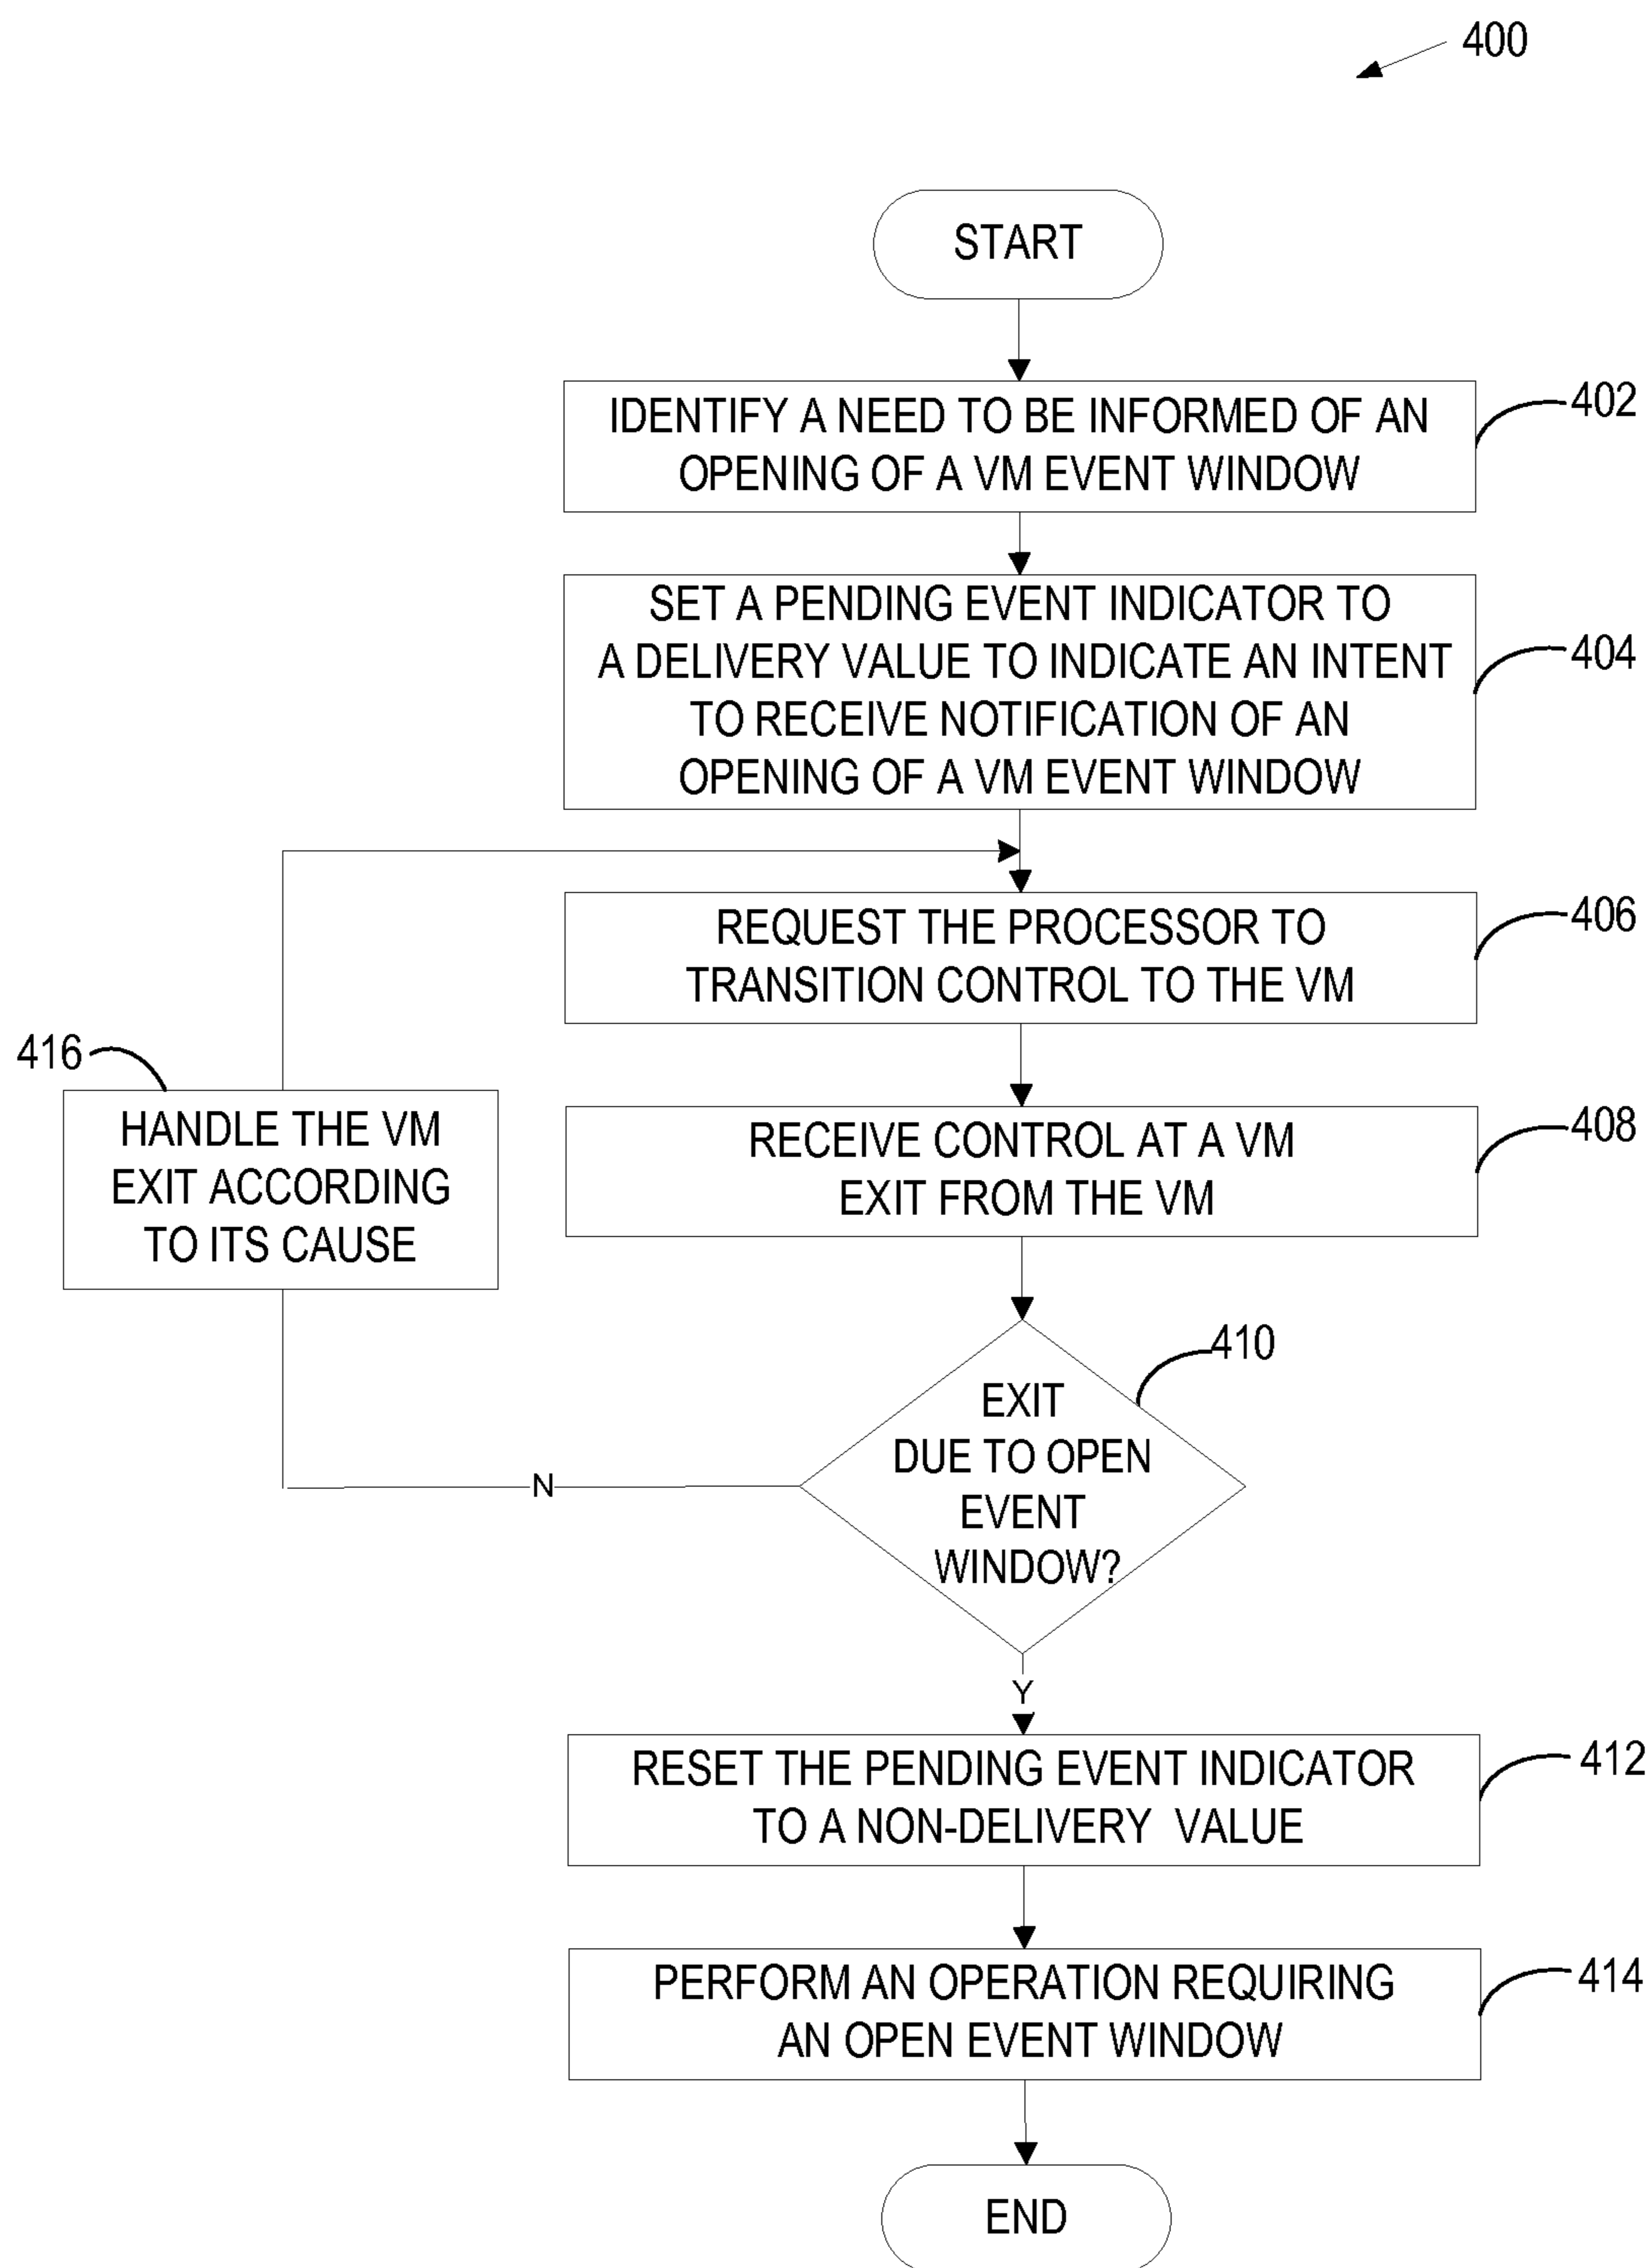 400
START
IDENTIFY A NEED TO BE INFORMED OF AN
OPENING OF A VM EVENT WINDOW
402
SET A PENDING EVENT INDICATOR TO
A DELIVERY VALUE TO INDICATE AN INTENT
TO RECEIVE NOTIFICATION OF AN
OPENING OF A VM EVENT WINDOW
404
REQUEST THE PROCESSOR TO
TRANSITION CONTROL TO THE VM
406
416
HANDLE THE VM
EXIT ACCORDING
TO ITS CAUSE
RECEIVE CONTROL AT A VM
EXIT FROM THE VM
408
410
EXIT
DUE TO OPEN
EVENT
WINDOW?
N
Y
RESET THE PENDING EVENT INDICATOR
TO A NON-DELIVERY VALUE
412
PERFORM AN OPERATION REQUIRING
AN OPEN EVENT WINDOW
414
END